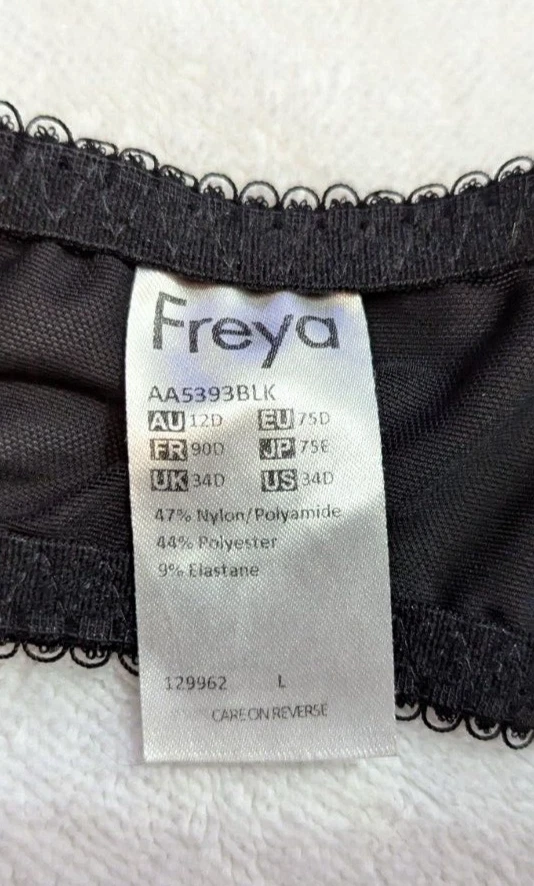 Freya
AA5393BLK
AU 12D EU 75D
FR 90D JP 75E
UK 34D US 34D
47% Nylon/Polyamide
44% Polyester
9% Elastane
129962 L
CARE ON REVERSE